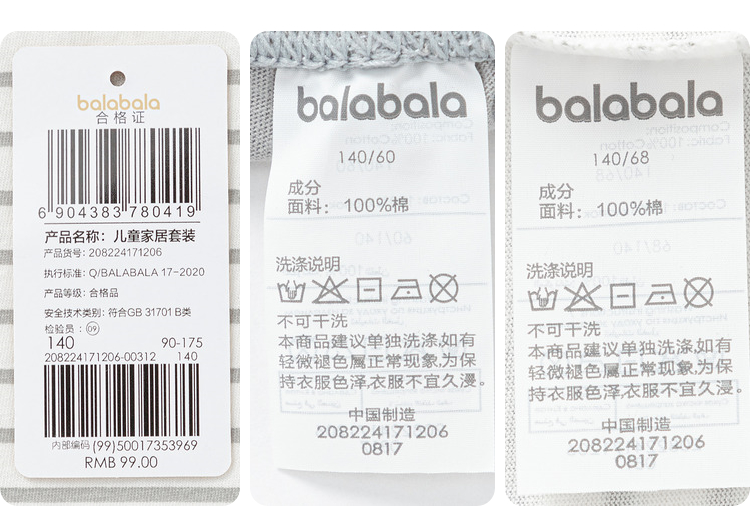 balabala
合格证
6 904383 780419
产品名称：儿童家居套装
产品货号：208224171206
执行标准：Q/BALABALA 17-2020
产品等级：合格品
安全技术类别：符合GB 31701 B类
检验员：09
140 90-175
208224171206-00312 140
内部编码 (99)50017353969
RMB 99.00
balabala
140/60
成分
面料：100%棉
洗涤说明
不可干洗
本商品建议单独洗涤,如有
轻微褪色属正常现象,为保
持衣服色泽,衣服不宜久浸。
中国制造
208224171206
0817
balabala
140/68
成分
面料：100%棉
洗涤说明
不可干洗
本商品建议单独洗涤,如有
轻微褪色属正常现象,为保
持衣服色泽,衣服不宜久浸。
中国制造
208224171206
0817